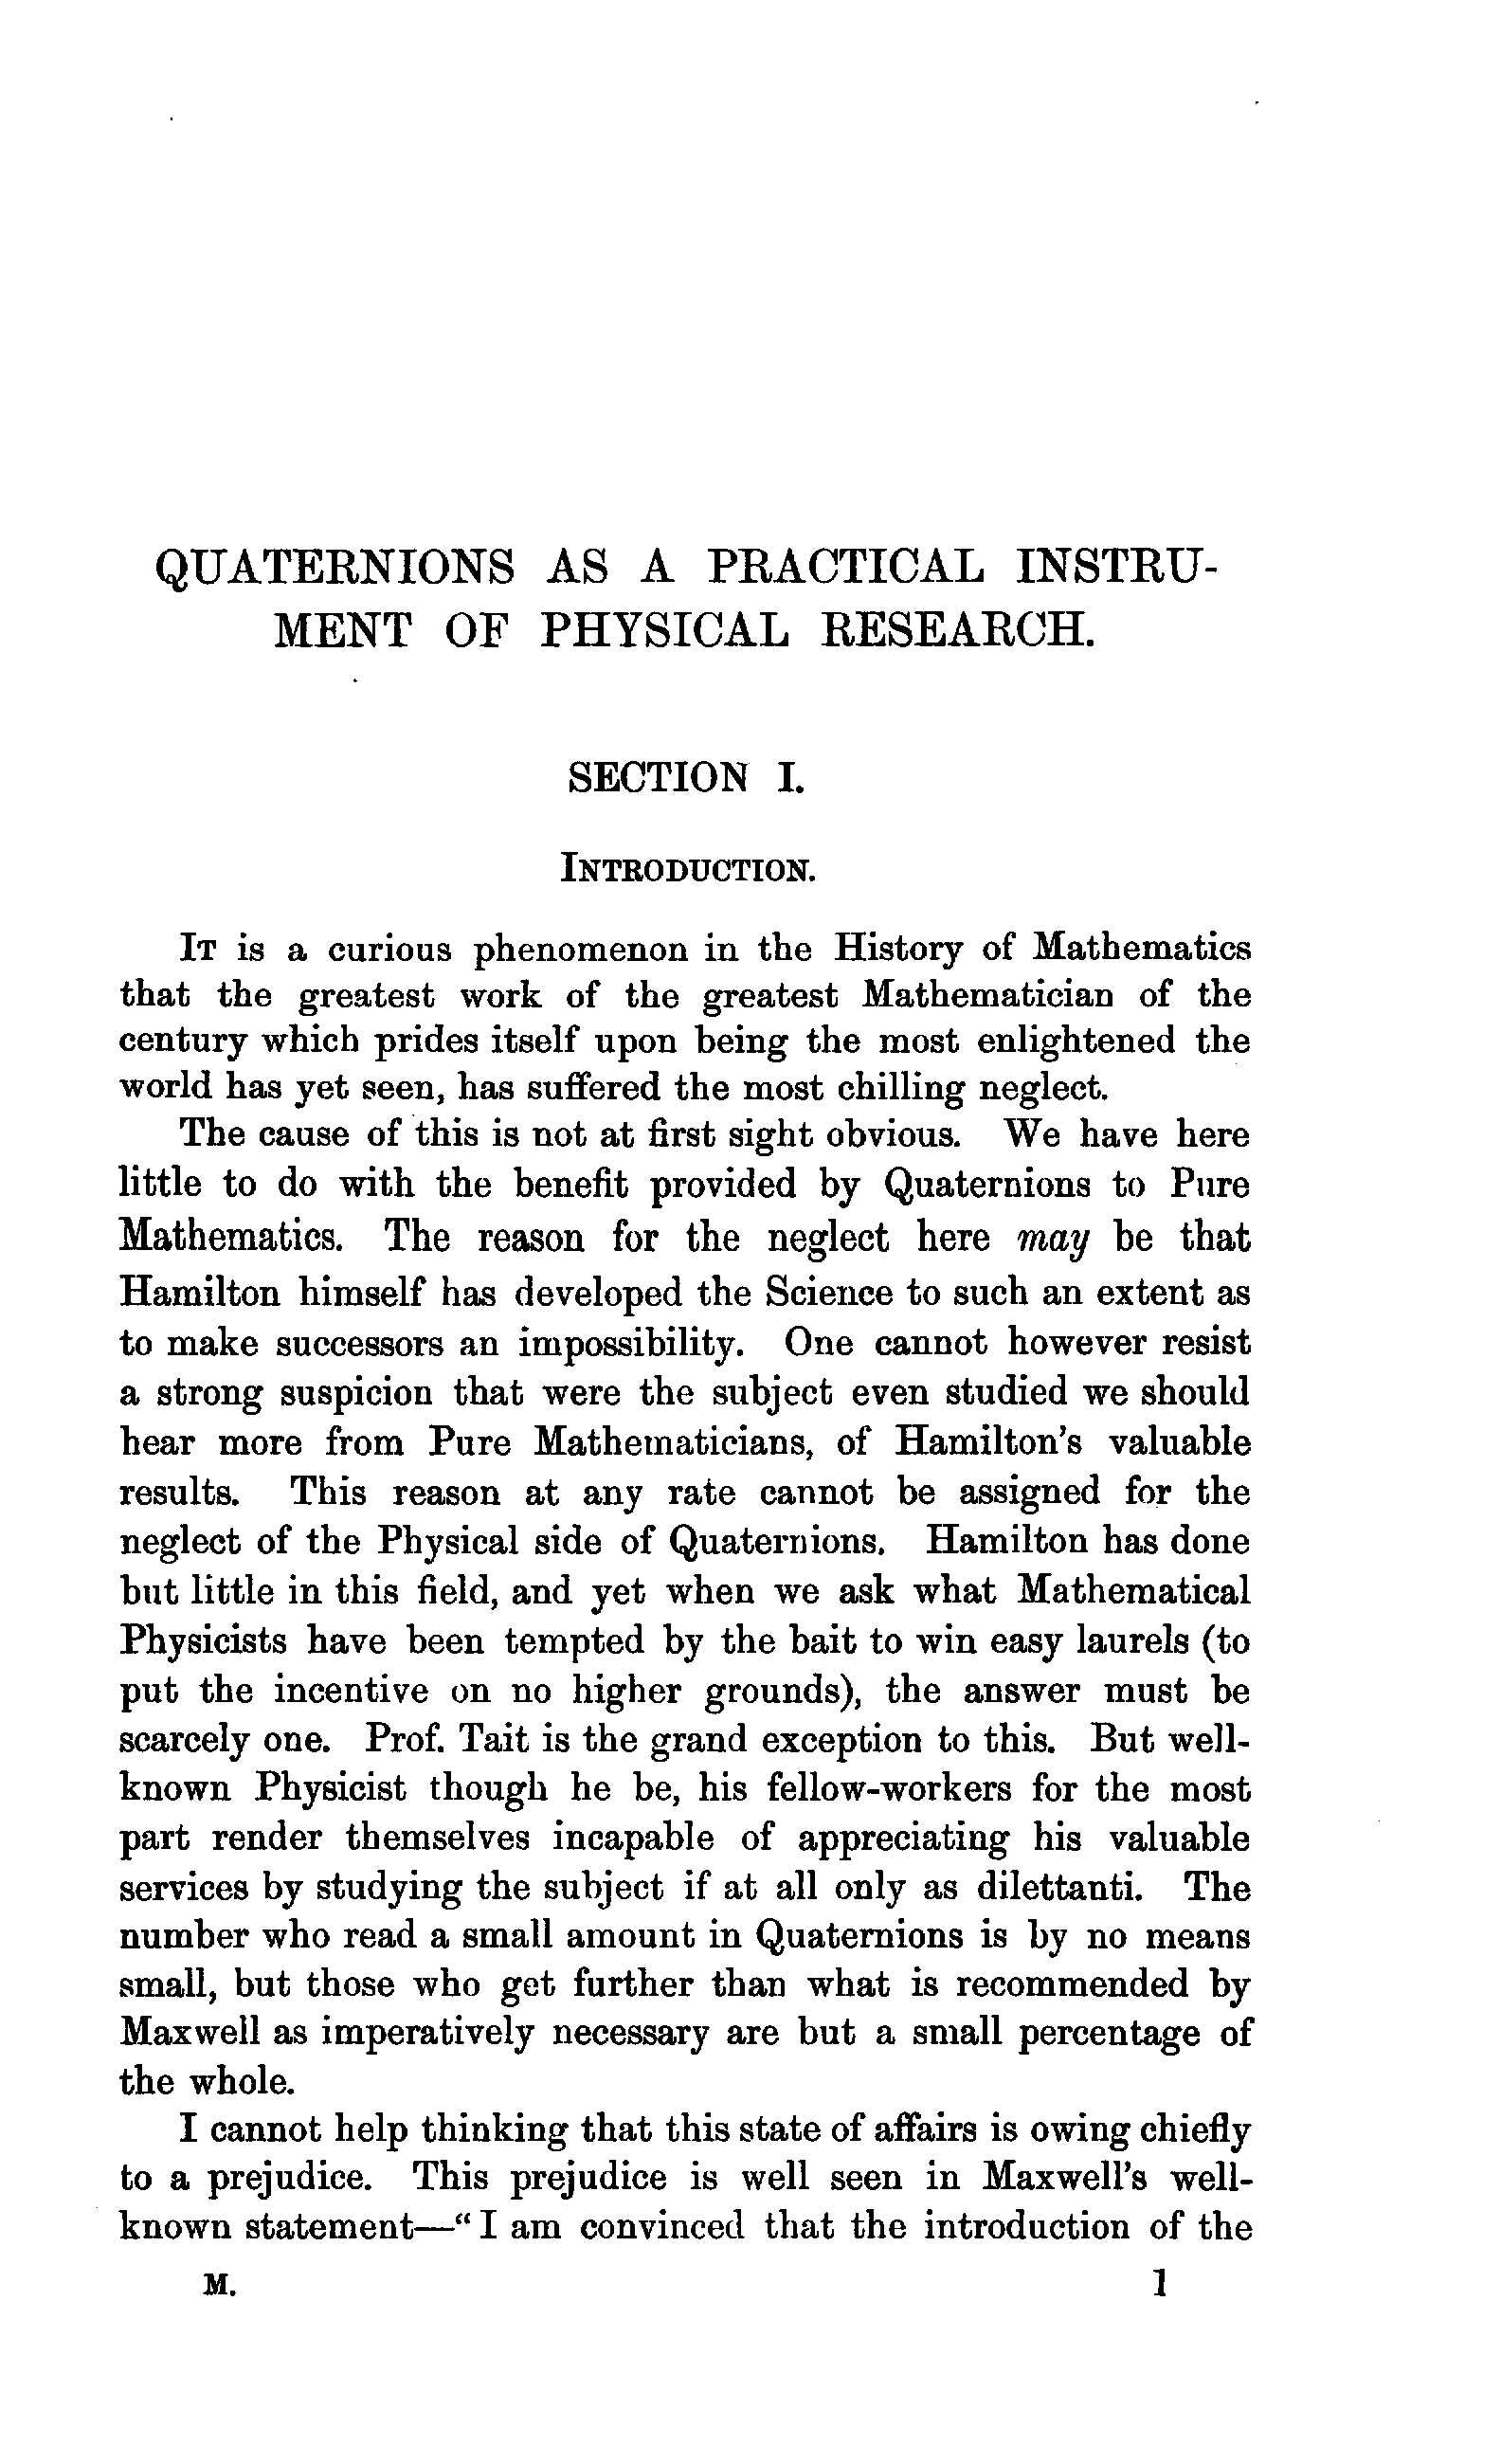 QUATERNIONS AS A PRACTICAL INSTRU-
MENT OF PHYSICAL RESEARCH.
SECTION I.
INTRODUCTION.
IT is a curious phenomenon in the History of Mathematics
that the greatest work of the greatest Mathematician of the
century which prides itself upon being the most enlightened the
world has yet seen, has suffered the most chilling neglect.
The cause of this is not at first sight obvious. We have here
little to do with the benefit provided by Quaternions to Pure
Mathematics. The reason for the neglect here may be that
Hamilton himself has developed the Science to such an extent as
to make successors an impossibility. One cannot however resist
a strong suspicion that were the subject even studied we should
hear more from Pure Mathematicians, of Hamilton's valuable
results. This reason at any rate cannot be assigned for the
neglect of the Physical side of Quaternions. Hamilton has done
but little in this field, and yet when we ask what Mathematical
Physicists have been tempted by the bait to win easy laurels (to
put the incentive on no higher grounds), the answer must be
scarcely one. Prof. Tait is the grand exception to this. But well-
known Physicist though he be, his fellow-workers for the most
part render themselves incapable of appreciating his valuable
services by studying the subject if at all only as dilettanti. The
number who read a small amount in Quaternions is by no means
small, but those who get further than what is recommended by
Maxwell as imperatively necessary are but a small percentage of
the whole.
I cannot help thinking that this state of affairs is owing chiefly
to a prejudice. This prejudice is well seen in Maxwell's well-
known statement—“I am convinced that the introduction of the
M. 1